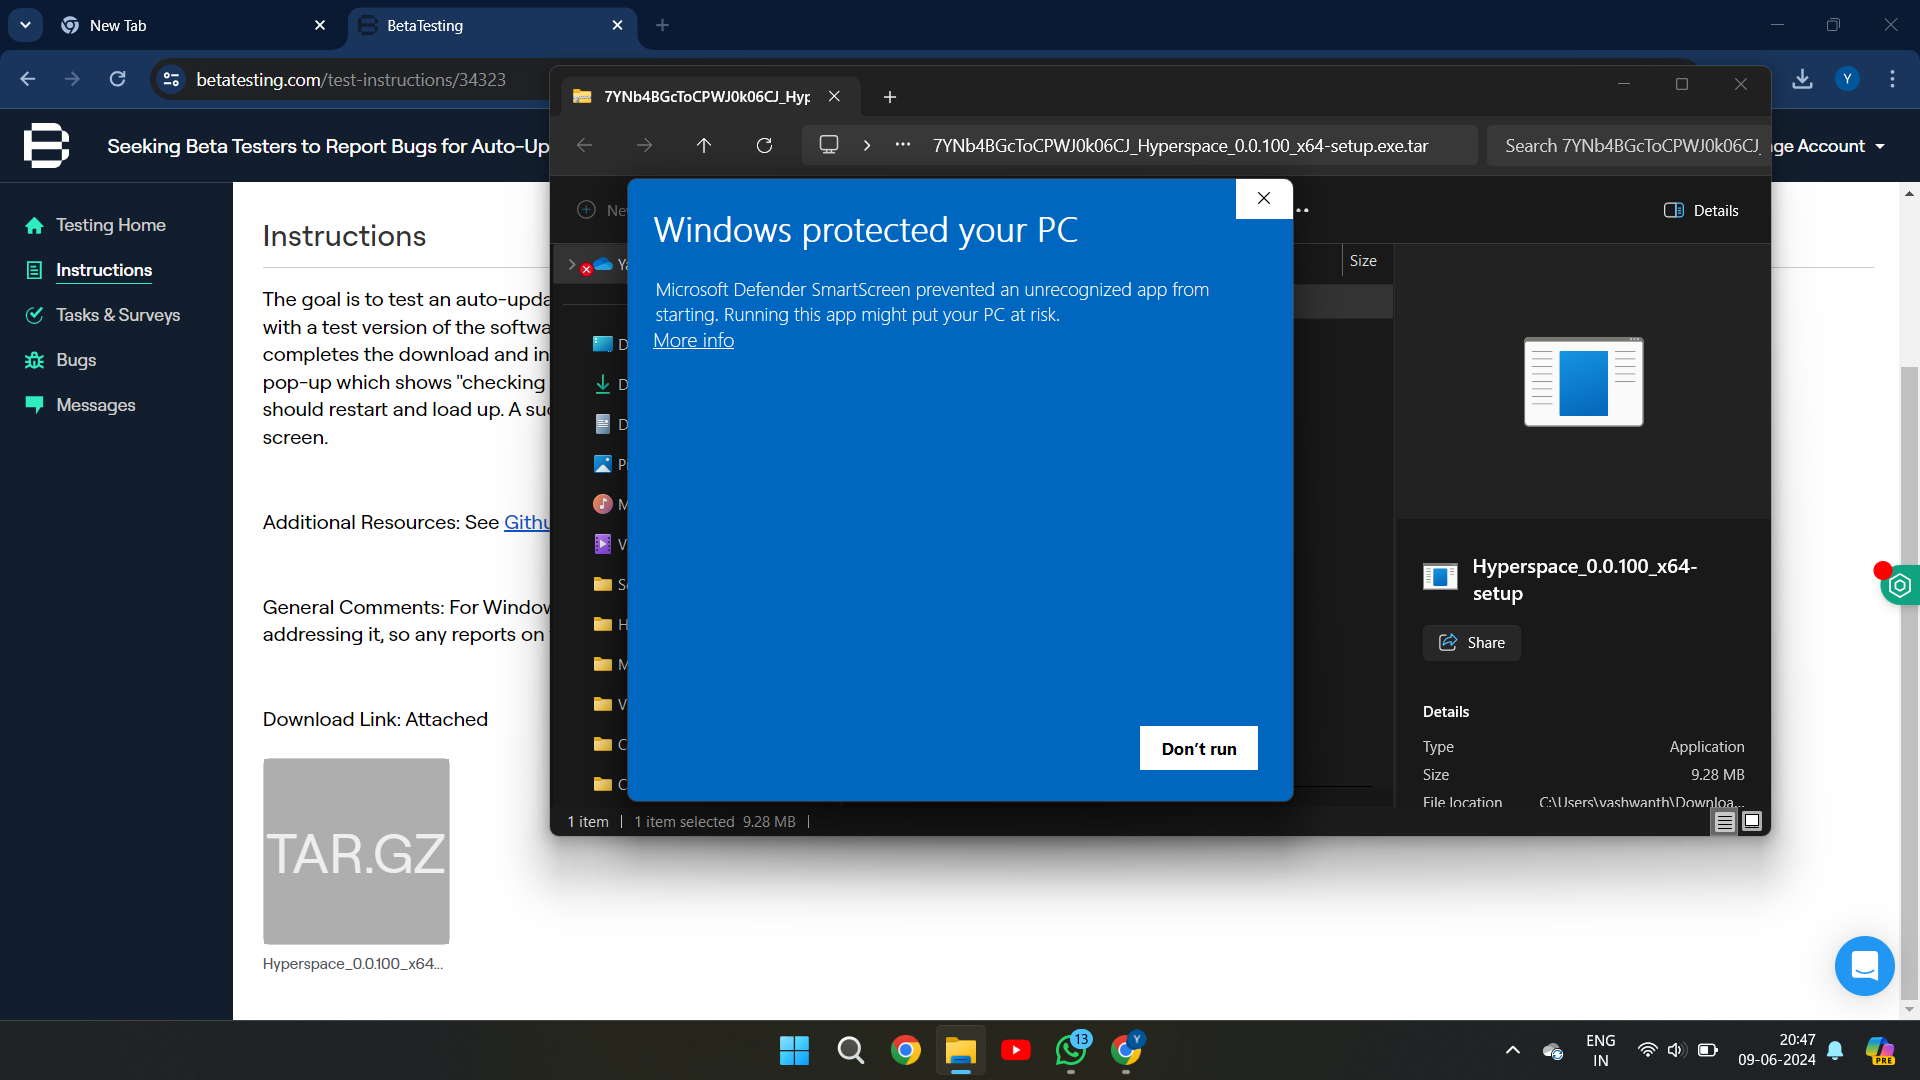 New Tab
BetaTesting
betatesting.com/test-instructions/34323
Y
Seeking Beta Testers to Report Bugs for Auto-Up
ge Account
Testing Home
Instructions
Tasks & Surveys
Bugs
Messages
Instructions
The goal is to test an auto-upda
with a test version of the softwa
completes the download and in
pop-up which shows "checking
should restart and load up. A su
screen.
Additional Resources: See Githu
General Comments: For Window
addressing it, so any reports on
Download Link: Attached
TAR.GZ
Hyperspace_0.0.100_x64...
7YNb4BGcToCPWJ0k06CJ_Hyp
7YNb4BGcToCPWJ0k06CJ_Hyperspace_0.0.100_x64-setup.exe.tar
Search 7YNb4BGcToCPWJ0k06CJ_
Ne
Details
Ya
Size
D
D
D
P
M
V
S
H
M
V
C
C
Windows protected your PC
Microsoft Defender SmartScreen prevented an unrecognized app from
starting. Running this app might put your PC at risk.
More info
Don't run
Hyperspace_0.0.100_x64-
setup
Share
Details
Type Application
Size 9.28 MB
File location C:\Users\yashwanth\Downloa...
1 item 1 item selected 9.28 MB
13
Y
ENG
IN
20:47
09-06-2024
PRE